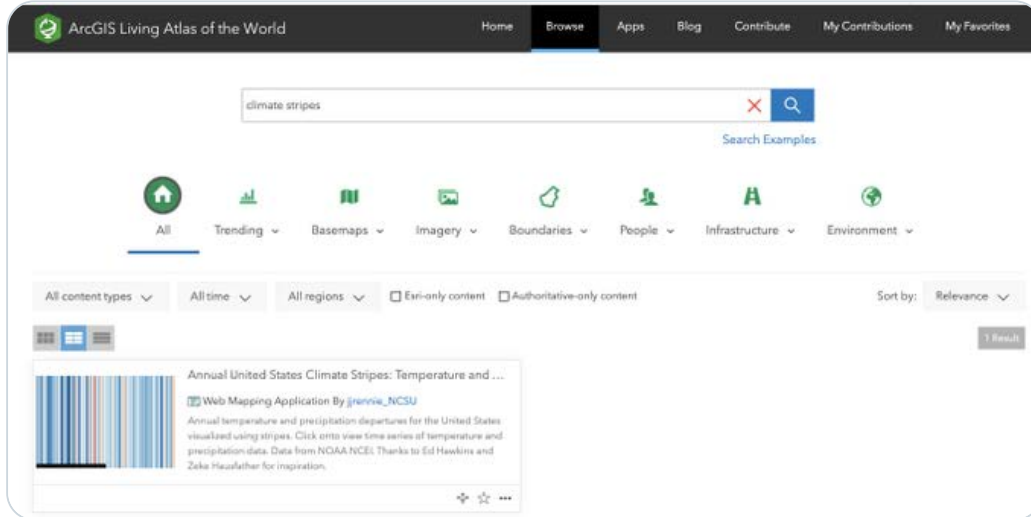 ArcGIS Living Atlas of the World
Home Browse Apps Blog Contribute My Contributions My Favorites
climate stripes
Search Examples
All Trending Basemaps Imagery Boundaries People Infrastructure Environment
All content types All time All regions Esri-only content Authoritative-only content Sort by: Relevance
1 Result
Annual United States Climate Stripes: Temperature and ...
Web Mapping Application By jjrennie_NCSU
Annual temperature and precipitation departures for the United States
visualized using stripes. Click onto view time series of temperature and
precipitation data. Data from NOAA NCEI. Thanks to Ed Hawkins and
Zeke Hausfather for inspiration.